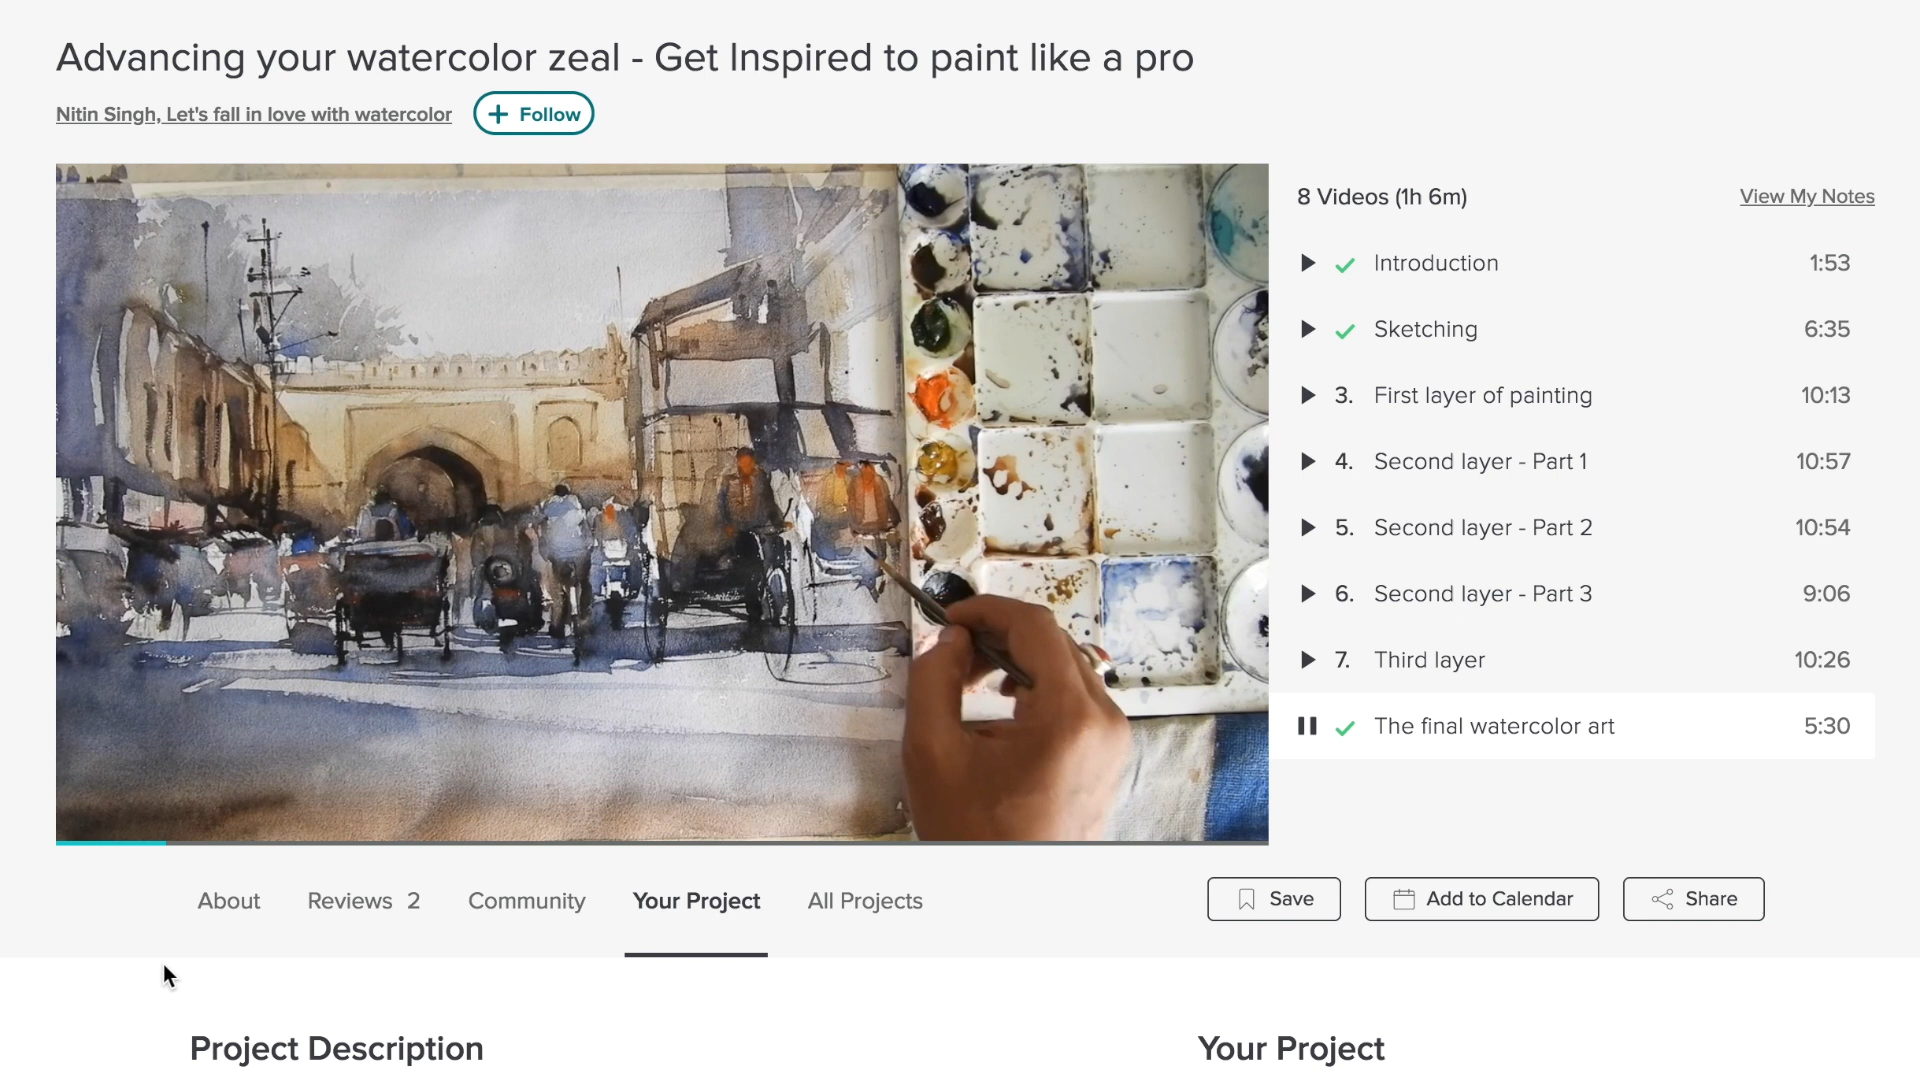 Advancing your watercolor zeal - Get Inspired to paint like a pro
Nitin Singh, Let's fall in love with watercolor
Follow
8 Videos (1h 6m)
View My Notes
Introduction 1:53
Sketching 6:35
3. First layer of painting 10:13
4. Second layer - Part 1 10:57
5. Second layer - Part 2 10:54
6. Second layer - Part 3 9:06
7. Third layer 10:26
The final watercolor art 5:30
About Reviews 2 Community Your Project All Projects
Save Add to Calendar Share
Project Description
Your Project